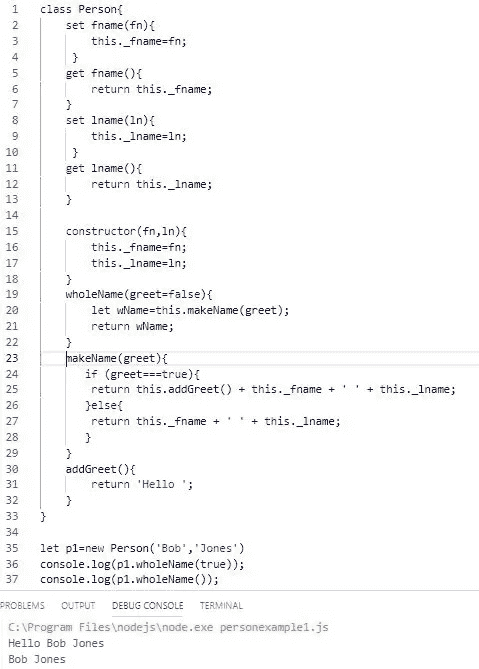 1 class Person{
2     set fname(fn){
3         this._fname=fn;
4      }
5     get fname(){
6         return this._fname;
7     }
8     set lname(ln){
9         this._lname=ln;
10      }
11     get lname(){
12         return this._lname;
13     }
14
15     constructor(fn,ln){
16         this._fname=fn;
17         this._lname=ln;
18     }
19     wholeName(greet=false){
20         let wName=this.makeName(greet);
21         return wName;
22     }
23     makeName(greet){
24        if (greet===true){
25         return this.addGreet() + this._fname + ' ' + this._lname;
26        }else{
27         return this._fname + ' ' + this._lname;
28        }
29     }
30     addGreet(){
31         return 'Hello ';
32     }
33 }
34
35 let p1=new Person('Bob','Jones')
36 console.log(p1.wholeName(true));
37 console.log(p1.wholeName());
PROBLEMS OUTPUT DEBUG CONSOLE TERMINAL
C:\Program Files\nodejs\node.exe personexample1.js
Hello Bob Jones
Bob Jones